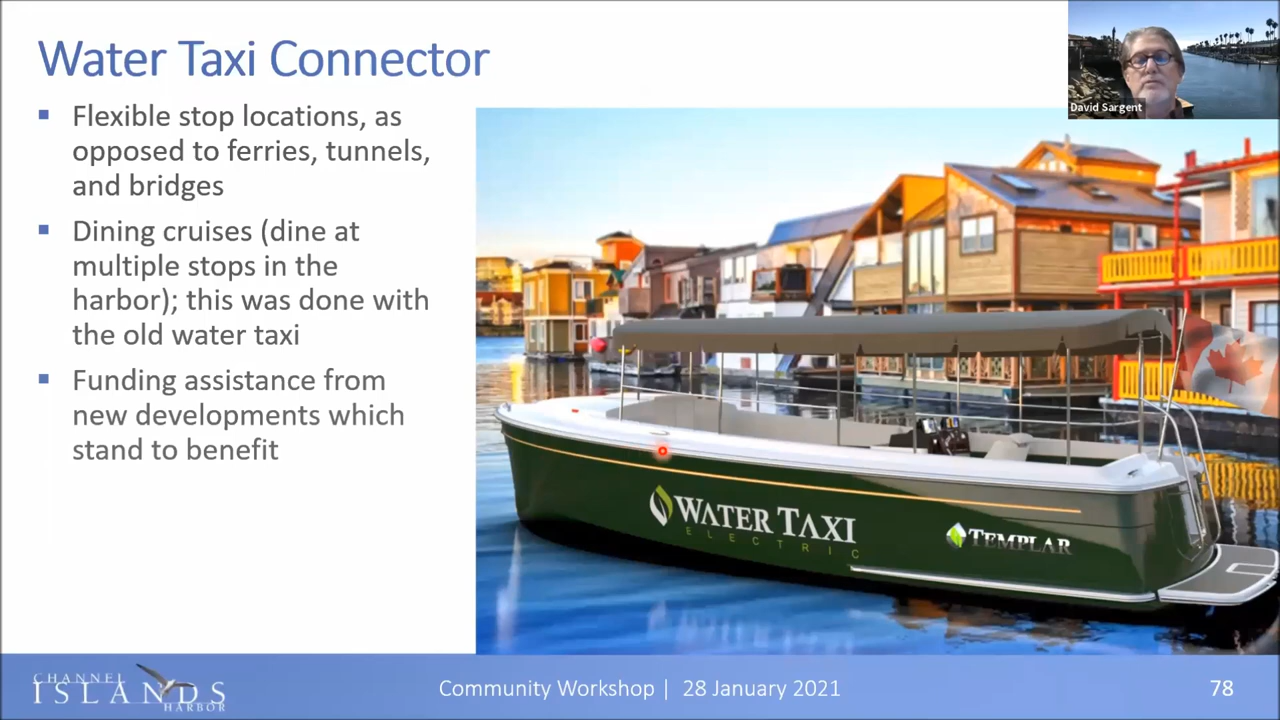 Water Taxi Connector
David Sargent
Flexible stop locations, as
opposed to ferries, tunnels,
and bridges
Dining cruises (dine at
multiple stops in the
harbor); this was done with
the old water taxi
Funding assistance from
new developments which
stand to benefit
WATER TAXI
ELECTRIC
TEMPLAR
CHANNEL
ISLANDS
HARBOR
Community Workshop | 28 January 2021
78